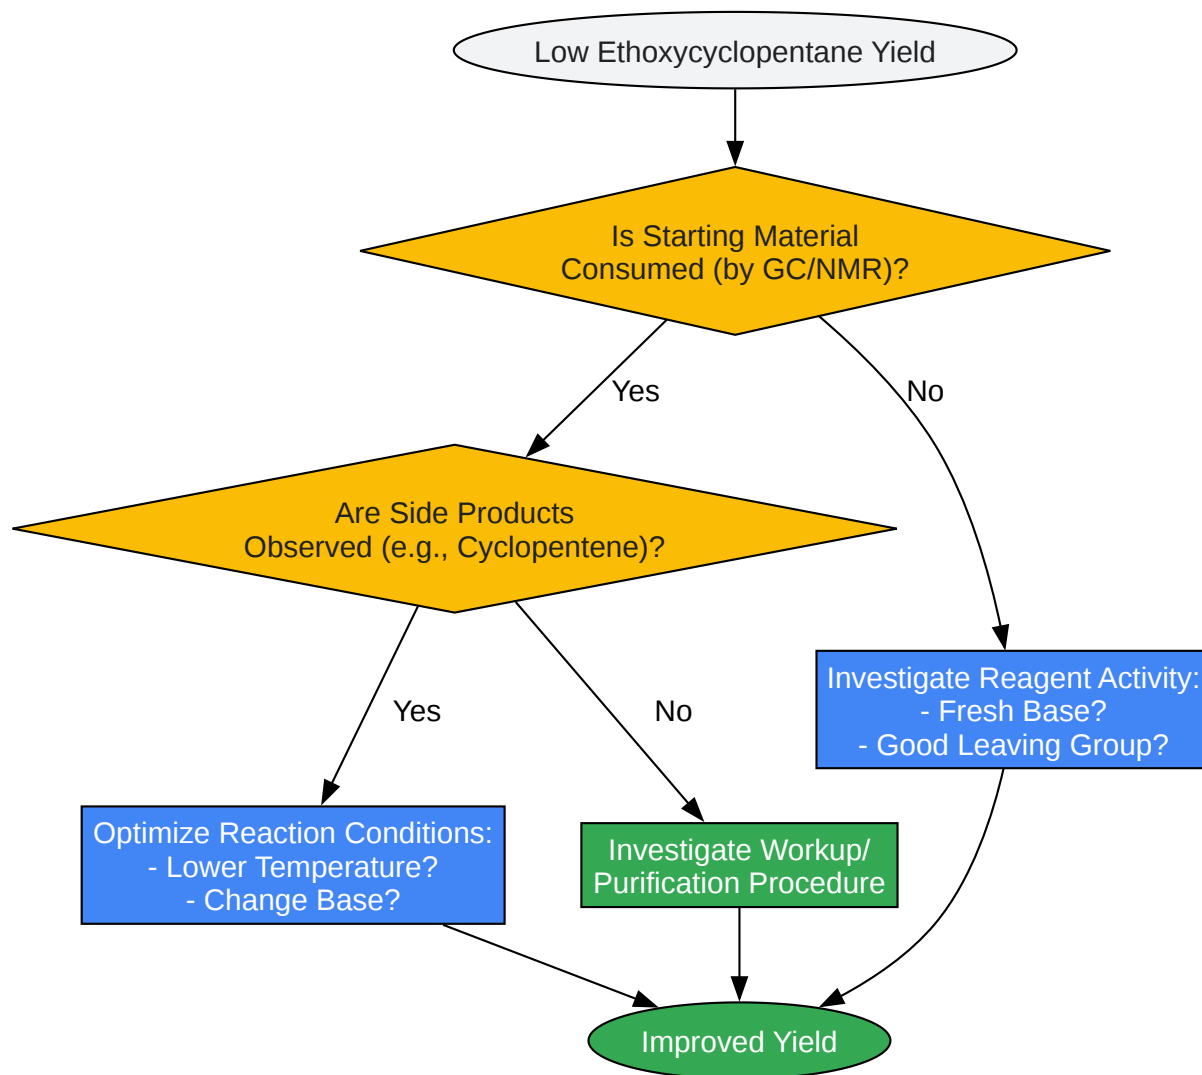 Low Ethoxycyclopentane Yield
Is Starting Material
Consumed (by GC/NMR)?
Yes
No
Are Side Products
Observed (e.g., Cyclopentene)?
Investigate Reagent Activity:
- Fresh Base?
- Good Leaving Group?
Yes
No
Optimize Reaction Conditions:
- Lower Temperature?
- Change Base?
Investigate Workup/
Purification Procedure
Improved Yield